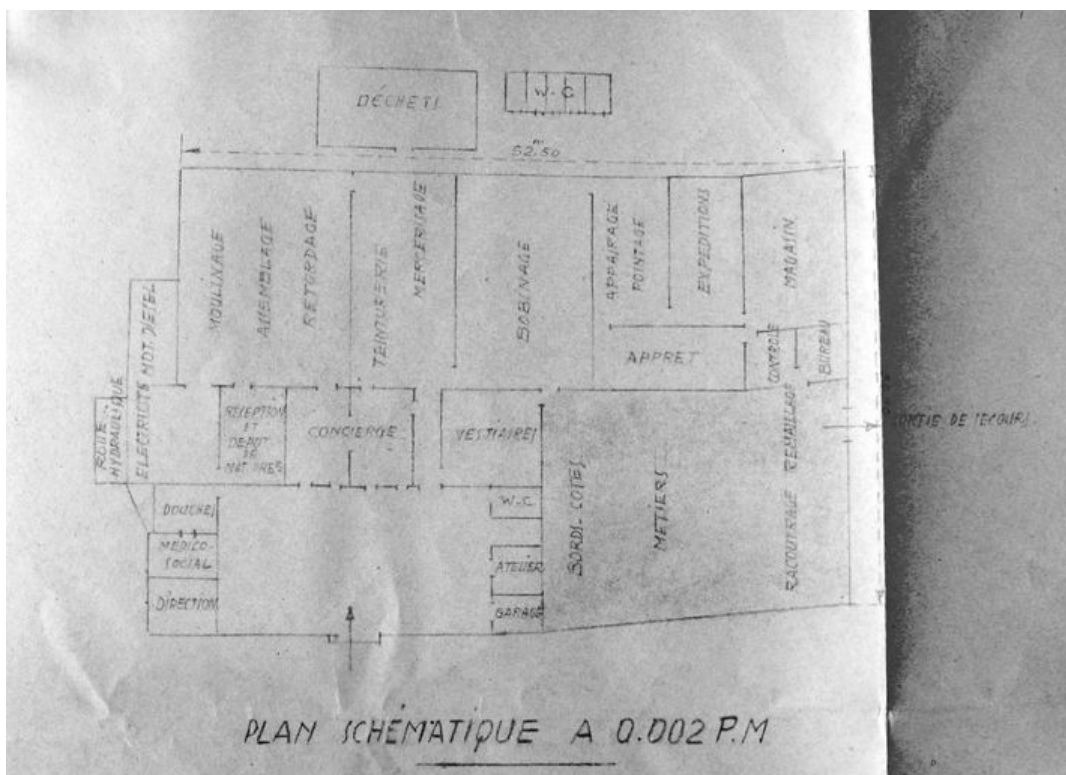 DÉCHETS
W.-C
m
52.50
MOULINAGE
ASSEMBLAGE
RETORDAGE
TEINTURERIE
MERCERISAGE
BOBINAGE
APPAIRAGE
POINTAGE
EXPEDITIONS
MAGASIN
APPRET
CONTROLE
BUREAU
ELECTRICITE MOT. DIESEL
ROUE
HYDRAULIQUE
RECEPTION
ET
DEPOT
DE
MATIERES
CONCIERGE
VESTIAIRES
BORDS-COTES
METIERS
RACOUTRAGE REMAILLAGE
SORTIE DE SECOURS
DOUCHES
MEDICO-
SOCIAL
DIRECTION
W-C
ATELIER
GARAGE
PLAN SCHÉMATIQUE A 0.002 P.M